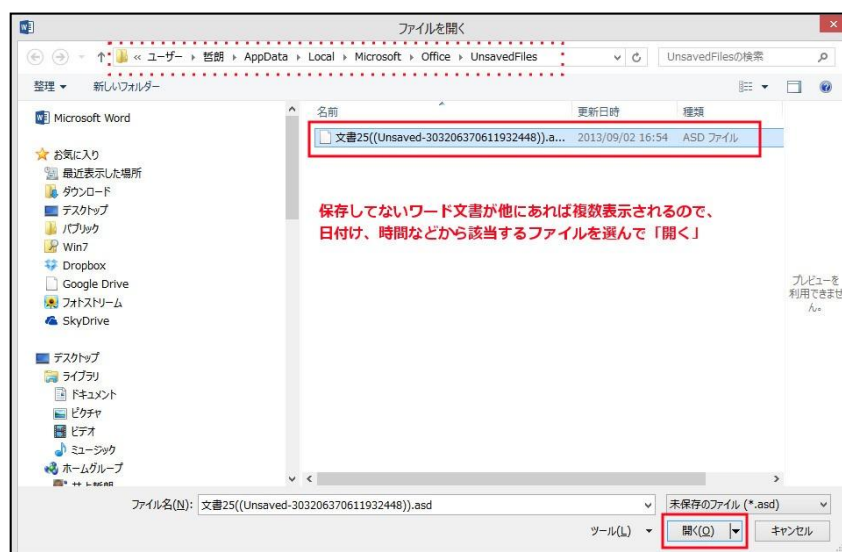 ファイルを開く
« ユーザー ▸ 哲朗 ▸ AppData ▸ Local ▸ Microsoft ▸ Office ▸ UnsavedFiles
UnsavedFilesの検索
整理 ▼ 新しいフォルダー
Microsoft Word
お気に入り
最近表示した場所
ダウンロード
デスクトップ
パブリック
Win7
Dropbox
Google Drive
フォトストリーム
SkyDrive
デスクトップ
ライブラリ
ドキュメント
ピクチャ
ビデオ
ミュージック
ホームグループ
名前 更新日時 種類
文書25((Unsaved-303206370611932448)).a... 2013/09/02 16:54 ASD ファイル
保存してないワード文書が他にあれば複数表示されるので、
日付け、時間などから該当するファイルを選んで「開く」
プレビューを
利用できませ
ん。
ファイル名(N): 文書25((Unsaved-303206370611932448)).asd 未保存のファイル (*.asd)
ツール(L) ▼ 開く(O) ▼ キャンセル